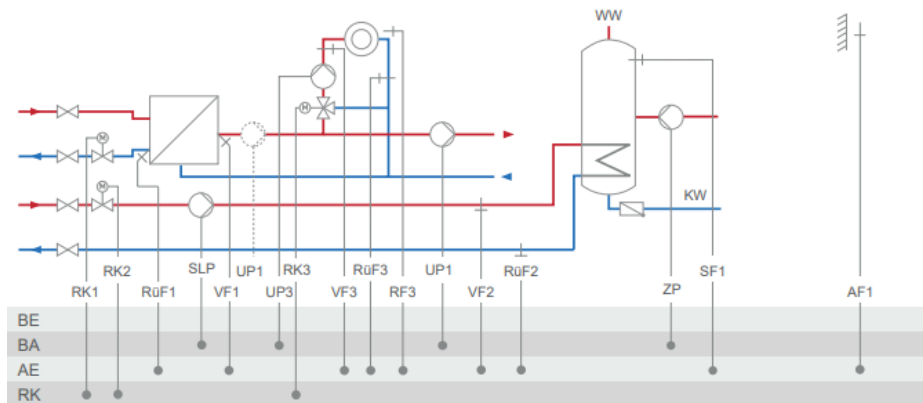 WW
M
M
M
KW
RK2 SLP UP1 RK3 RüF3 UP1 RüF2 SF1
RK1 RüF1 VF1 UP3 VF3 RF3 VF2 ZP AF1
BE
BA
AE
RK